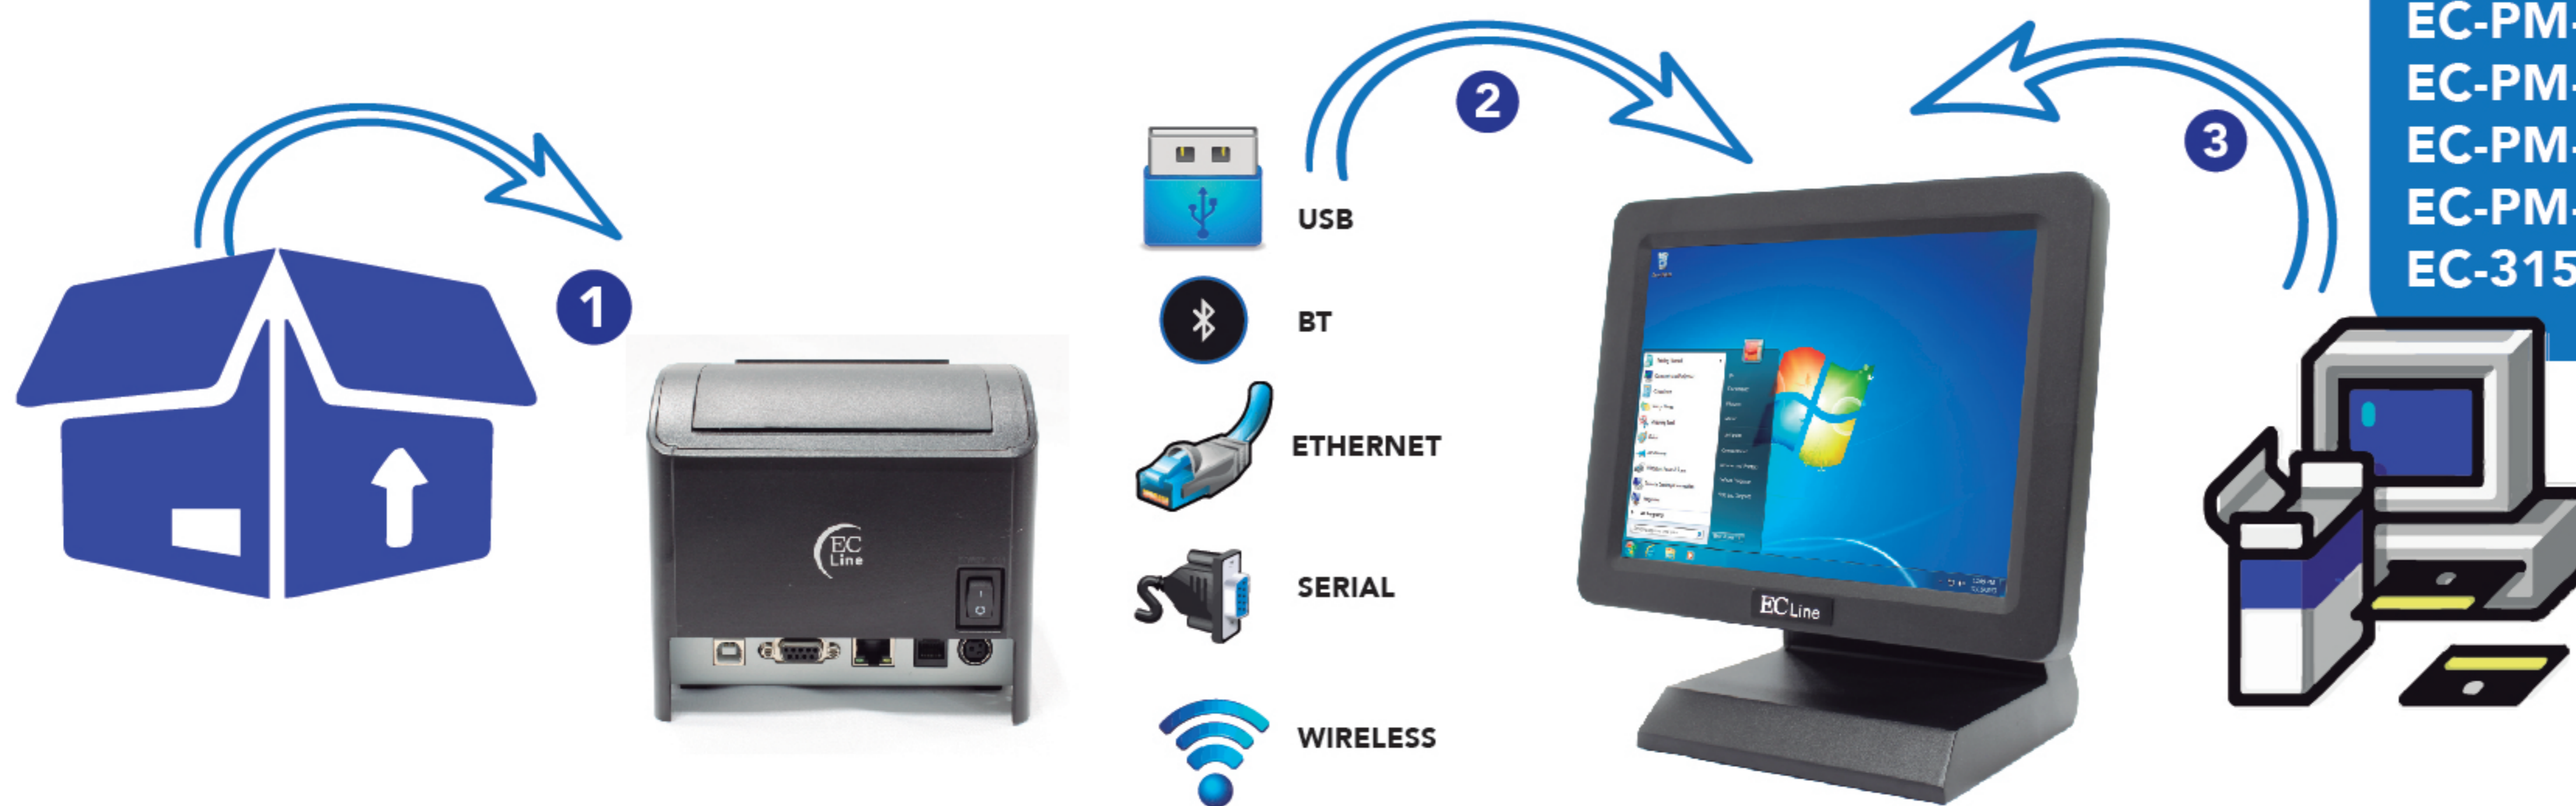 EC-PM-
EC-PM-
EC-PM-
EC-PM-
EC-315
1
2
3
USB
BT
ETHERNET
SERIAL
WIRELESS
EC
Line
EC Line